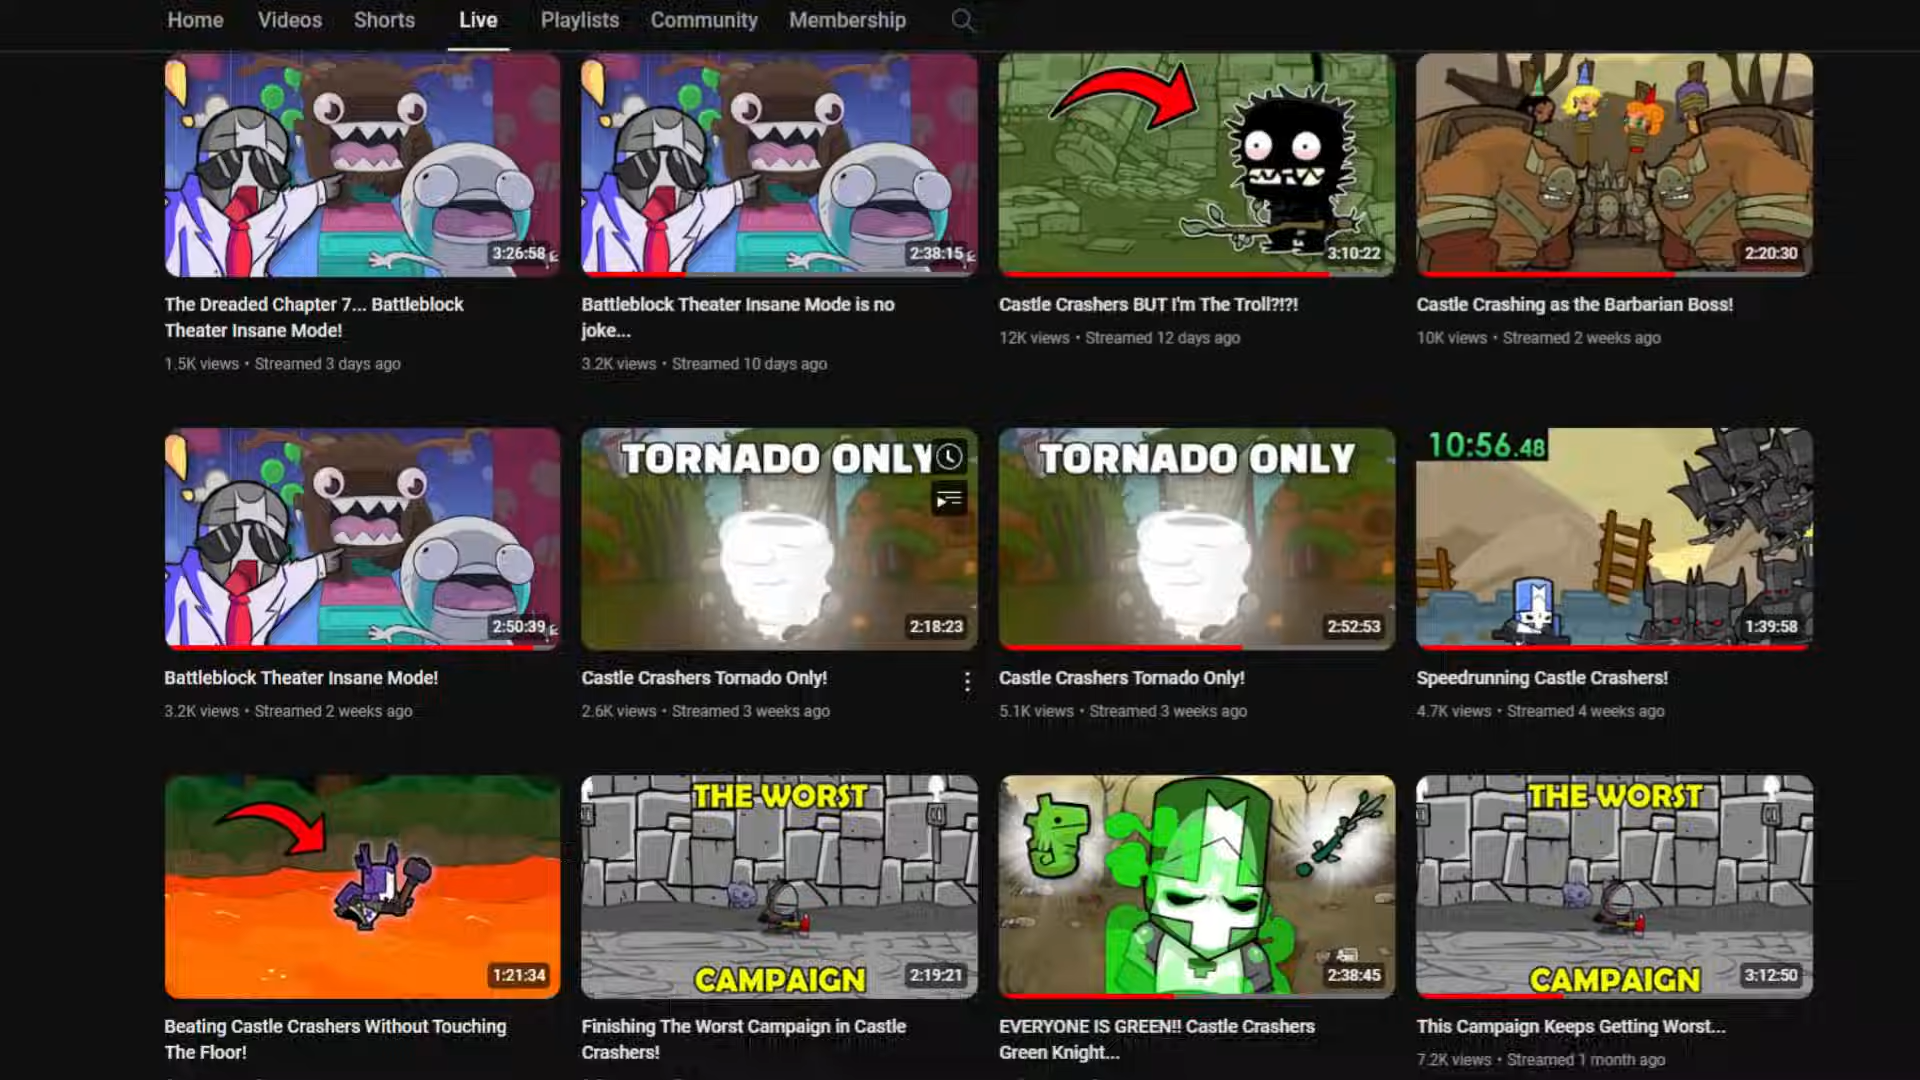 Home Videos Shorts Live Playlists Community Membership
3:26:58
2:38:15
3:10:22
2:20:30
The Dreaded Chapter 7... Battleblock
Theater Insane Mode!
1.5K views • Streamed 3 days ago
Battleblock Theater Insane Mode is no
joke...
3.2K views • Streamed 10 days ago
Castle Crashers BUT I'm The Troll?!?!
12K views • Streamed 12 days ago
Castle Crashing as the Barbarian Boss!
10K views • Streamed 2 weeks ago
2:50:39
TORNADO ONLY
2:18:23
TORNADO ONLY
2:52:53
10:56.48
1:39:58
Battleblock Theater Insane Mode!
3.2K views • Streamed 2 weeks ago
Castle Crashers Tornado Only!
2.6K views • Streamed 3 weeks ago
Castle Crashers Tornado Only!
5.1K views • Streamed 3 weeks ago
Speedrunning Castle Crashers!
4.7K views • Streamed 4 weeks ago
1:21:34
THE WORST
CAMPAIGN
2:19:21
2:38:45
THE WORST
CAMPAIGN
3:12:50
Beating Castle Crashers Without Touching
The Floor!
Finishing The Worst Campaign in Castle
Crashers!
EVERYONE IS GREEN!! Castle Crashers
Green Knight...
This Campaign Keeps Getting Worst...
7.2K views • Streamed 1 month ago